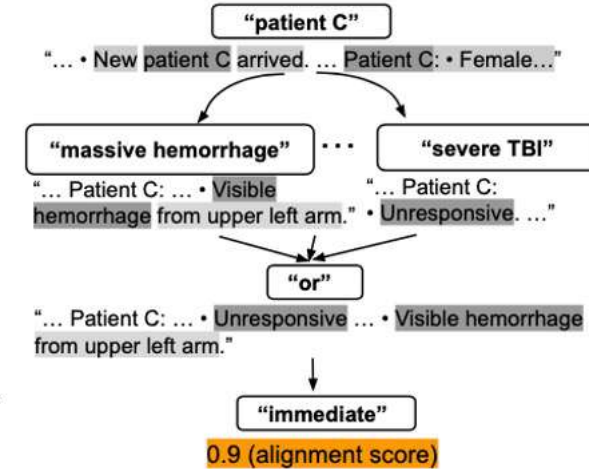 “patient C”
“... • New patient C arrived. ... Patient C: • Female...”
“massive hemorrhage”
• • •
“severe TBI”
“... Patient C: ... • Visible
hemorrhage from upper left arm.”
“... Patient C:
• Unresponsive. ...”
“or”
“... Patient C: ... • Unresponsive ... • Visible hemorrhage
from upper left arm.”
“immediate”
0.9 (alignment score)